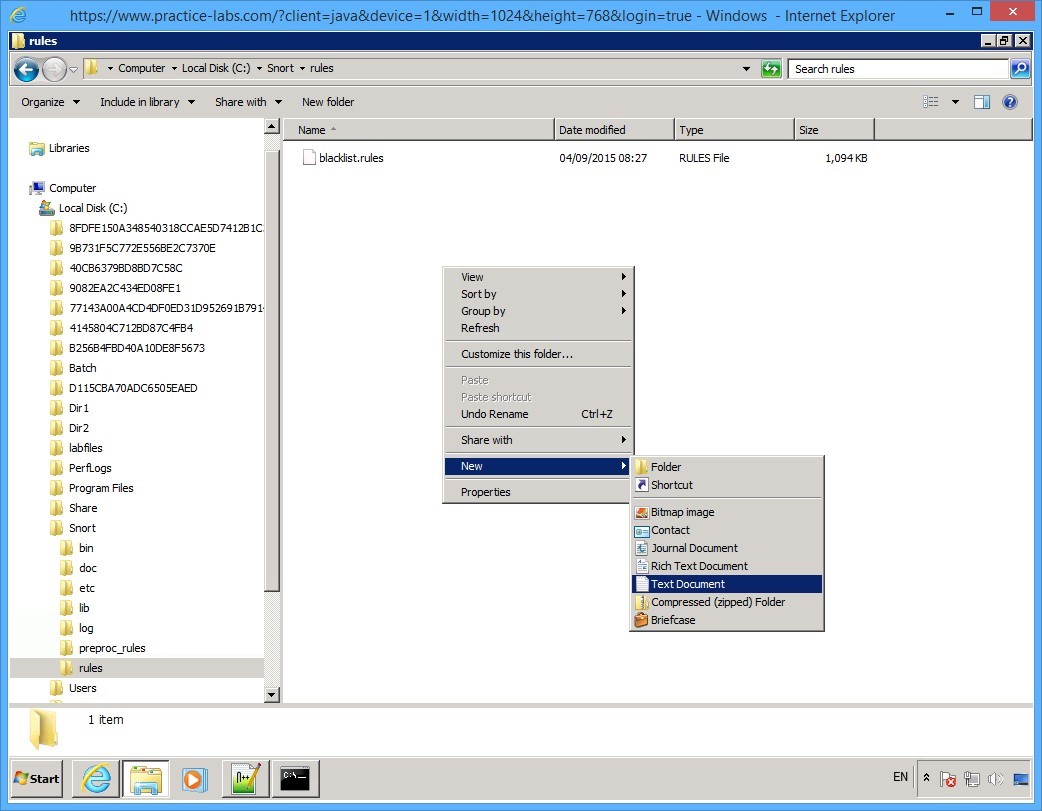 https://www.practice-labs.com/?client=java&device=1&width=1024&height=768&login=true - Windows - Internet Explorer
rules
Computer Local Disk (C:) Snort rules
Search rules
Organize Include in library Share with New folder
Name Date modified Type Size
blacklist.rules 04/09/2015 08:27 RULES File 1,094 KB
Libraries
Computer
Local Disk (C:)
8FDFE150A348540318CCAE5D7412B1C
9B731F5C772E556BE2C7370E
40CB6379BD8BD7C58C
9082EA2C434ED08FE1
77143A00A4CD4DF0ED31D952691B791
4145804C712BD87C4FB4
B256B4FBD40A10DE8F5673
Batch
D115CBA70ADC6505EAED
Dir1
Dir2
labfiles
PerfLogs
Program Files
Share
Snort
bin
doc
etc
lib
log
preproc_rules
rules
Users
View
Sort by
Group by
Refresh
Customize this folder...
Paste
Paste shortcut
Undo Rename Ctrl+Z
Share with
New
Properties
Folder
Shortcut
Bitmap image
Contact
Journal Document
Rich Text Document
Text Document
Compressed (zipped) Folder
Briefcase
1 item
Start
EN